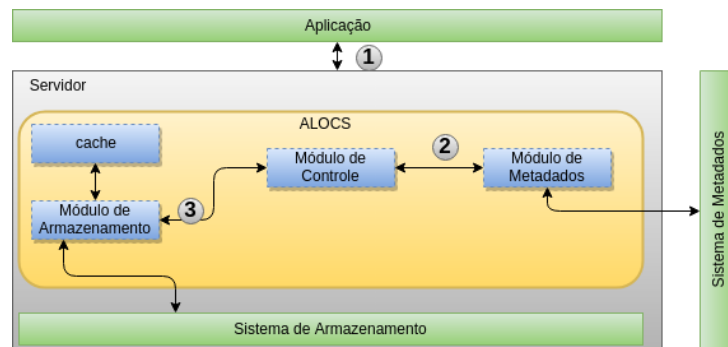 Aplicação
1
Servidor
ALOCS
cache
Módulo de
Controle
2
Módulo de
Metadados
Módulo de
Armazenamento
3
Sistema de Metadados
Sistema de Armazenamento